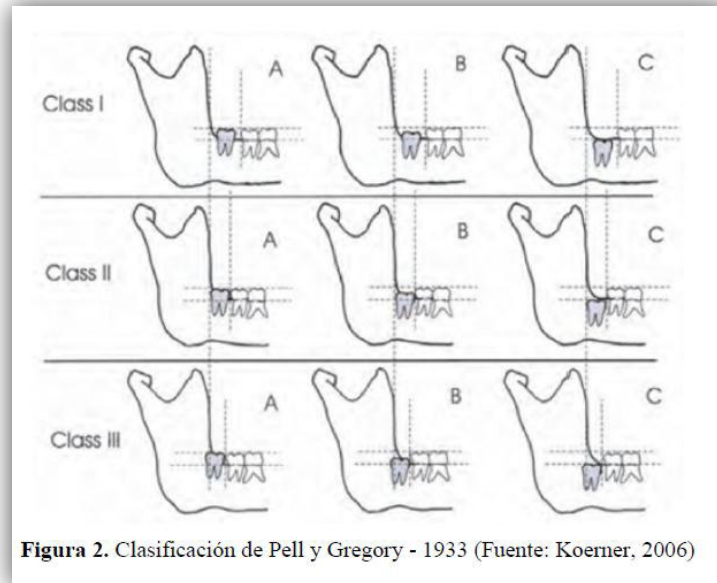 A B C
Class I
A B C
Class II
A B C
Class III
Figura 2. Clasificación de Pell y Gregory - 1933 (Fuente: Koerner, 2006)